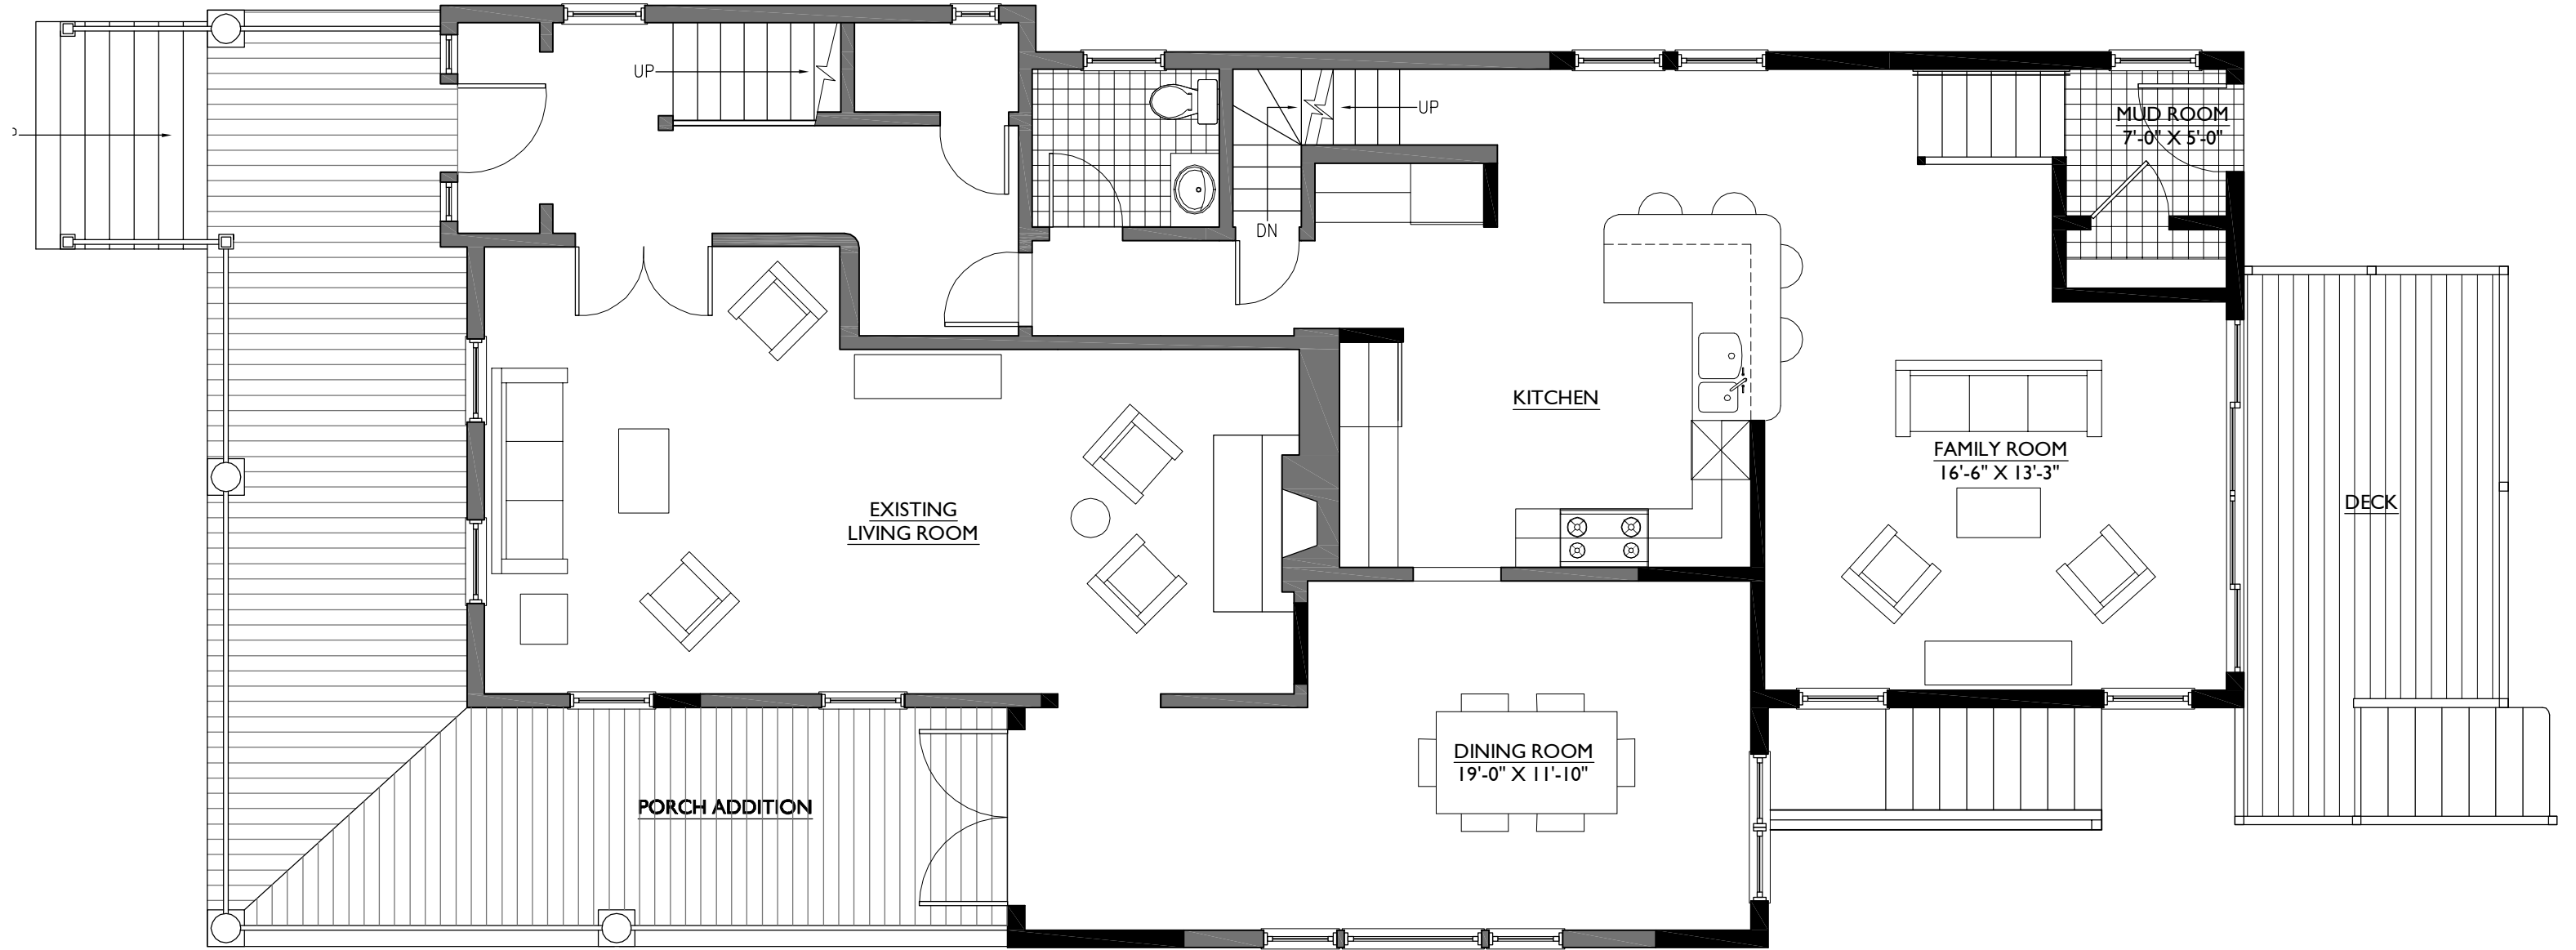 UP
UP
DN
MUD ROOM
7'-0" X 5'-0"
KITCHEN
FAMILY ROOM
16'-6" X 13'-3"
DECK
EXISTING
LIVING ROOM
DINING ROOM
19'-0" X 11'-10"
PORCH ADDITION